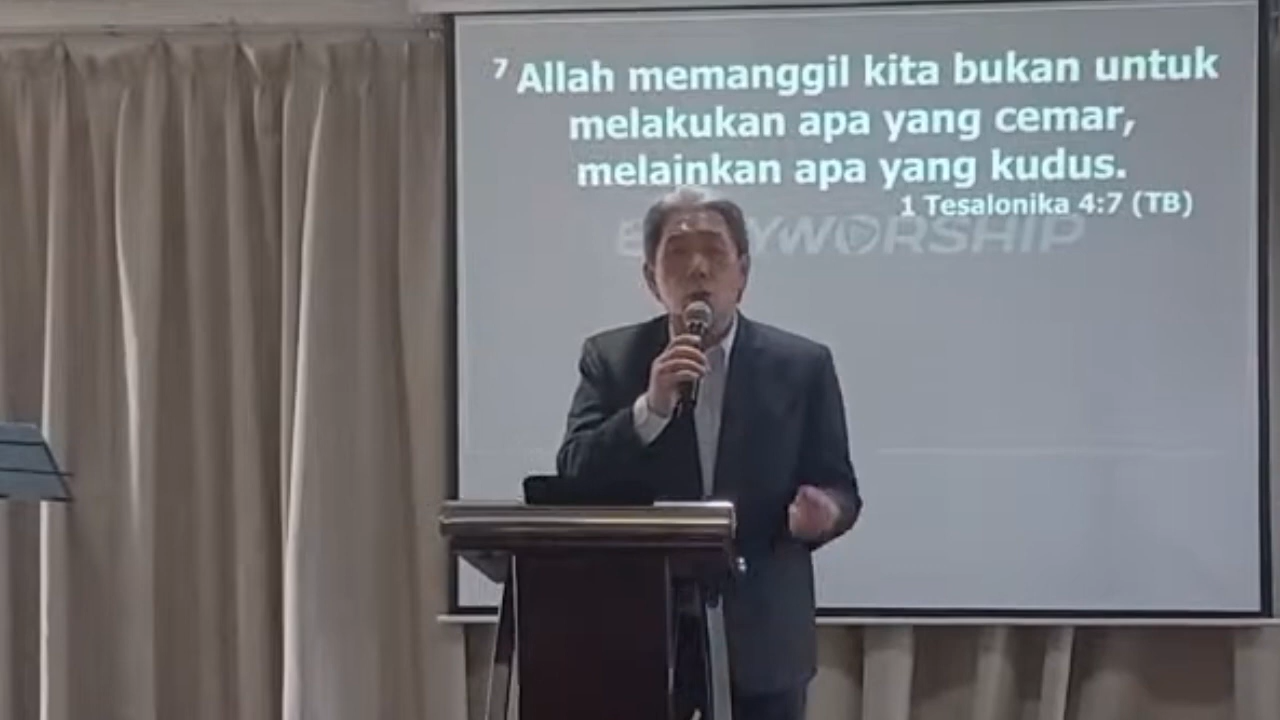 7 Allah memanggil kita bukan untuk
melakukan apa yang cemar,
melainkan apa yang kudus.
1 Tesalonika 4:7 (TB)